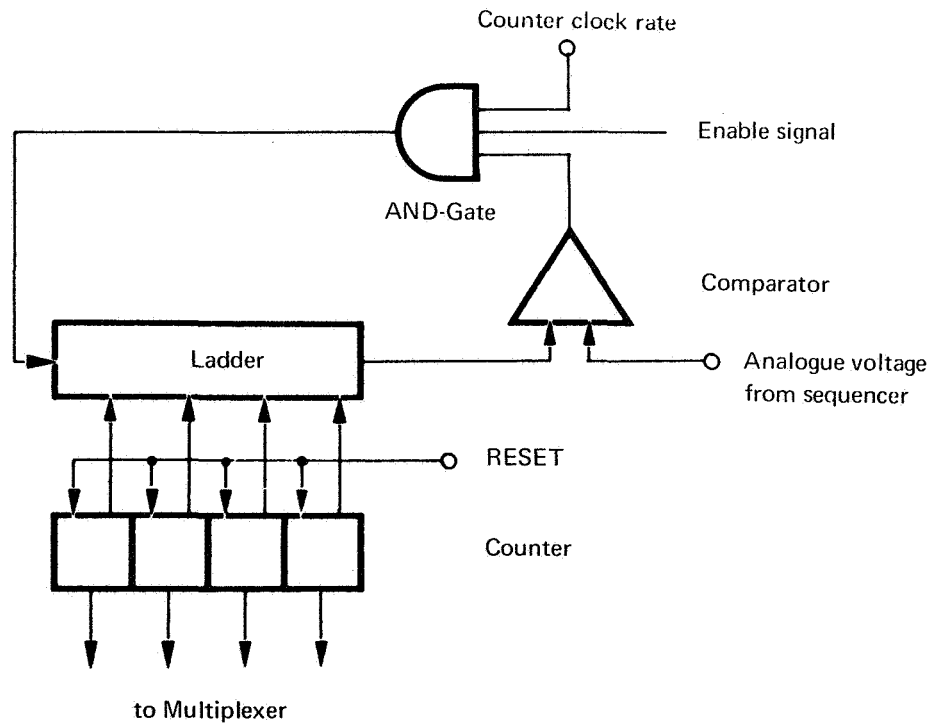 Counter clock rate
Enable signal
AND-Gate
Comparator
Ladder
Analogue voltage
from sequencer
RESET
Counter
to Multiplexer